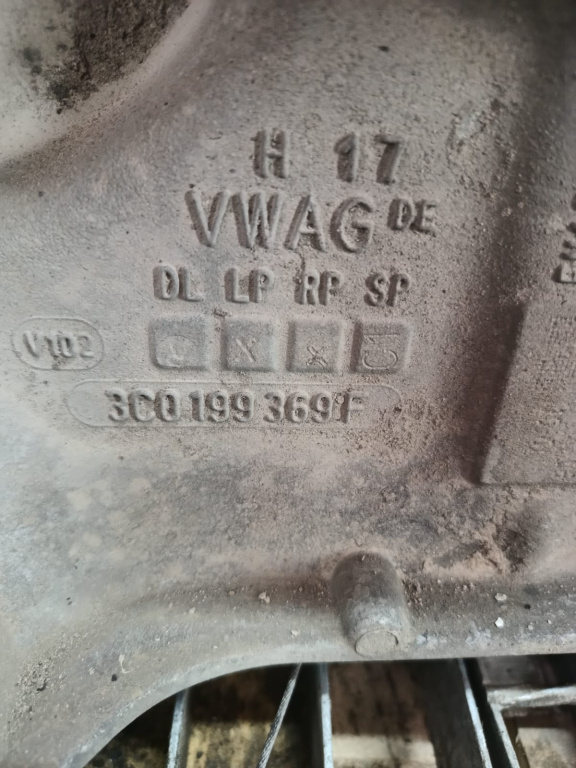 H 17
VWAG DE
DL LP RP SP
V102
3C0 199 369 F